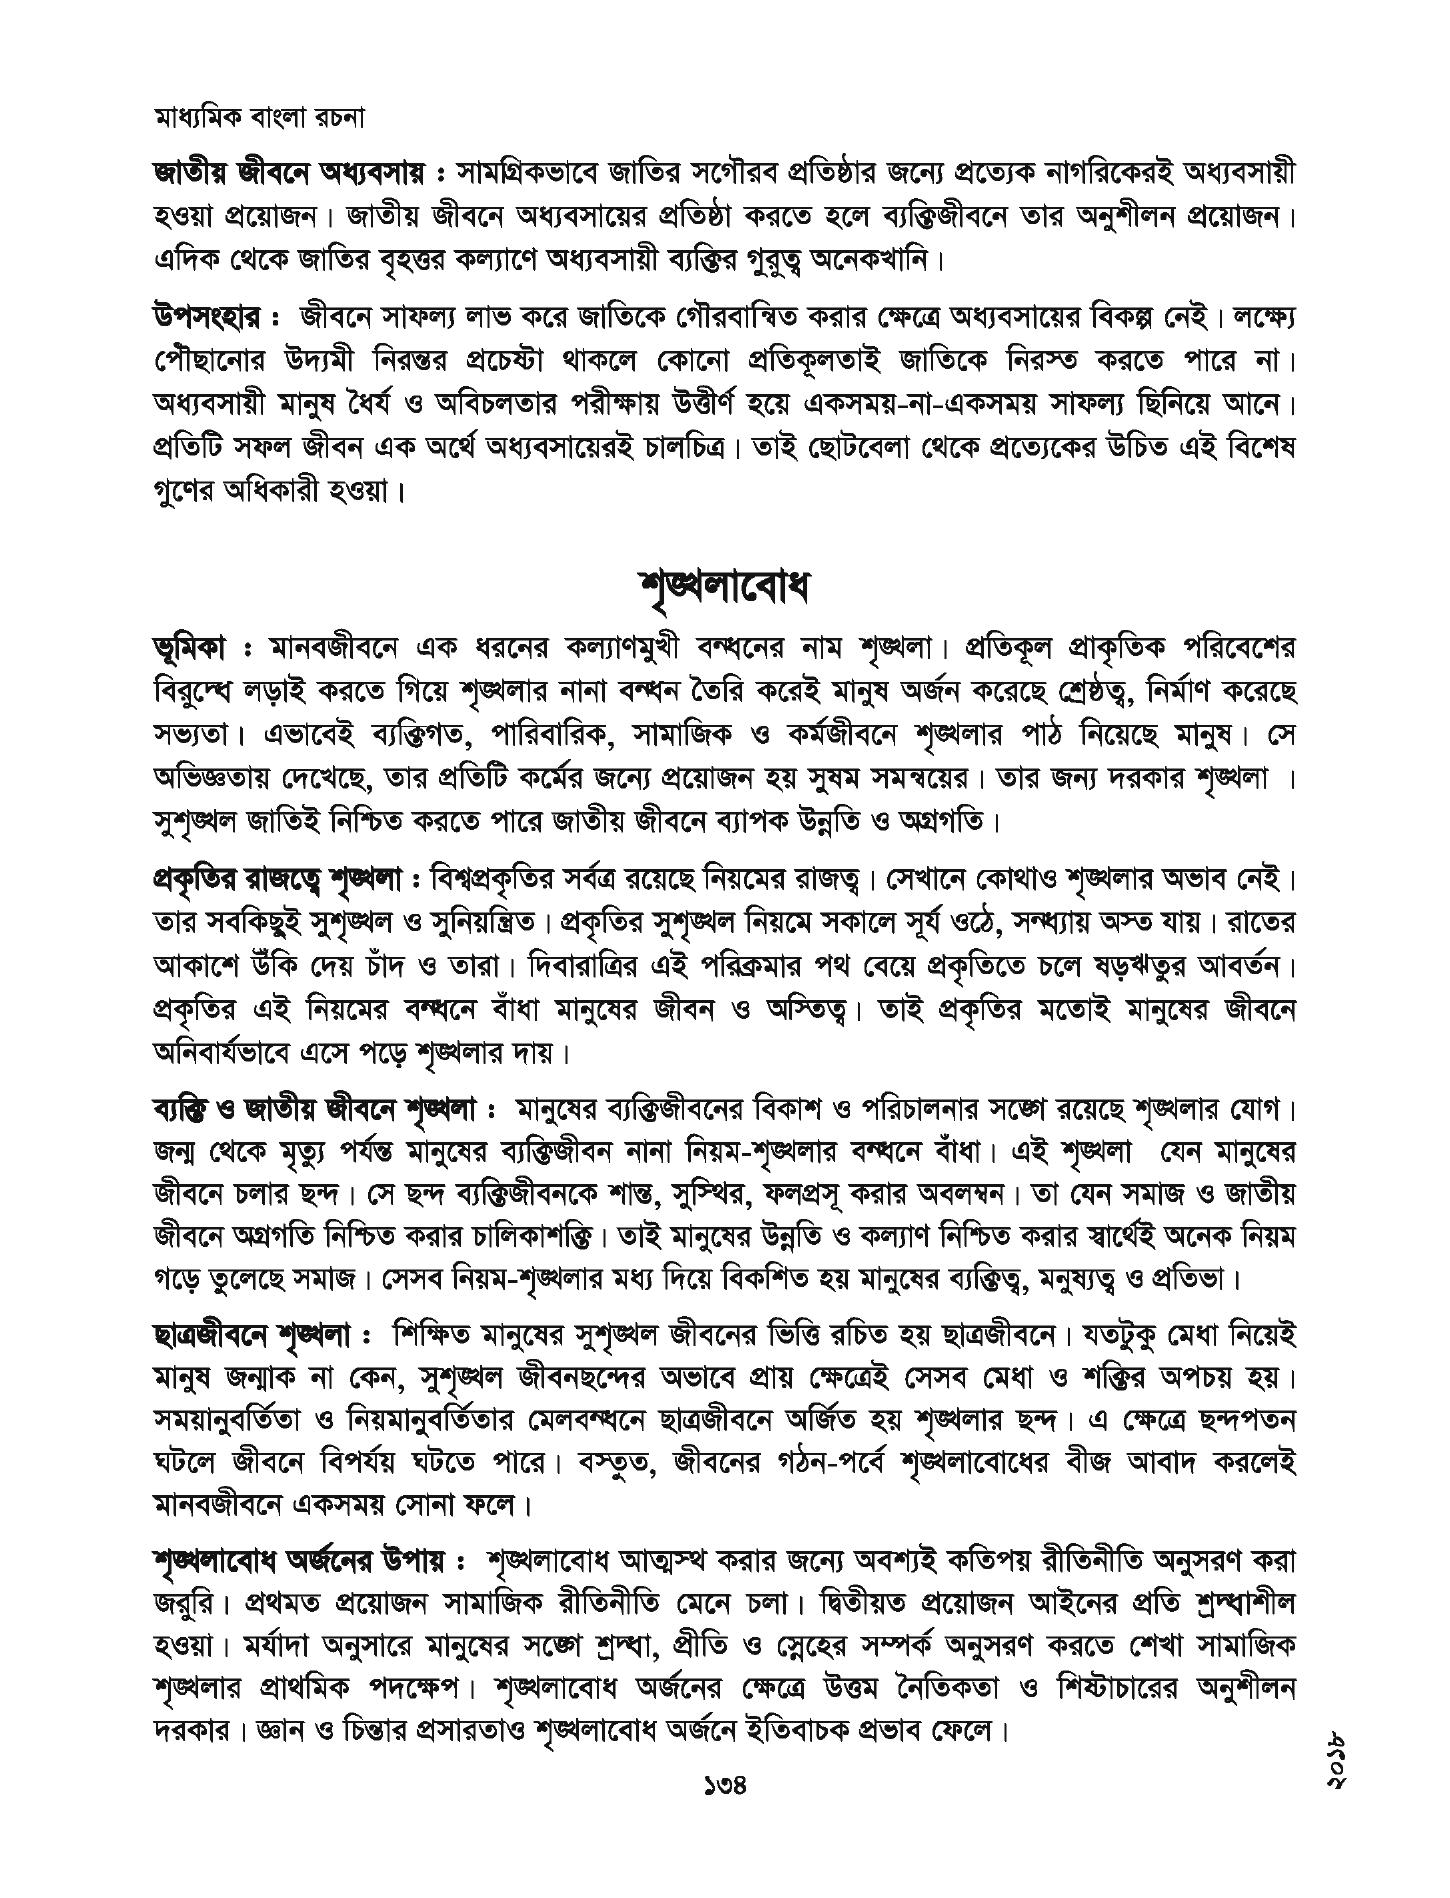 মাধ্যমিক বাংলা রচনা
জাতীয় জীবনে অধ্যবসায় : সামগ্রিকভাবে জাতির সগৌরব প্রতিষ্ঠার জন্যে প্রত্যেক নাগরিকেরই অধ্যবসায়ী
হওয়া প্রয়োজন। জাতীয় জীবনে অধ্যবসায়ের প্রতিষ্ঠা করতে হলে ব্যক্তিজীবনে তার অনুশীলন প্রয়োজন।
এদিক থেকে জাতির বৃহত্তর কল্যাণে অধ্যবসায়ী ব্যক্তির গুরুত্ব অনেকখানি।
উপসংহার : জীবনে সাফল্য লাভ করে জাতিকে গৌরবান্বিত করার ক্ষেত্রে অধ্যবসায়ের বিকল্প নেই। লক্ষ্যে
পৌঁছানোর উদ্যমী নিরন্তর প্রচেষ্টা থাকলে কোনো প্রতিকূলতাই জাতিকে নিরস্ত করতে পারে না।
অধ্যবসায়ী মানুষ ধৈর্য ও অবিচলতার পরীক্ষায় উত্তীর্ণ হয়ে একসময়-না-একসময় সাফল্য ছিনিয়ে আনে।
প্রতিটি সফল জীবন এক অর্থে অধ্যবসায়েরই চালচিত্র। তাই ছোটবেলা থেকে প্রত্যেকের উচিত এই বিশেষ
গুণের অধিকারী হওয়া।
শৃঙ্খলাবোধ
ভূমিকা : মানবজীবনে এক ধরনের কল্যাণমুখী বন্ধনের নাম শৃঙ্খলা। প্রতিকূল প্রাকৃতিক পরিবেশের
বিরুদ্ধে লড়াই করতে গিয়ে শৃঙ্খলার নানা বন্ধন তৈরি করেই মানুষ অর্জন করেছে শ্রেষ্ঠত্ব, নির্মাণ করেছে
সভ্যতা। এভাবেই ব্যক্তিগত, পারিবারিক, সামাজিক ও কর্মজীবনে শৃঙ্খলার পাঠ নিয়েছে মানুষ। সে
অভিজ্ঞতায় দেখেছে, তার প্রতিটি কর্মের জন্যে প্রয়োজন হয় সুষম সমন্বয়ের। তার জন্য দরকার শৃঙ্খলা ।
সুশৃঙ্খল জাতিই নিশ্চিত করতে পারে জাতীয় জীবনে ব্যাপক উন্নতি ও অগ্রগতি।
প্রকৃতির রাজত্বে শৃঙ্খলা : বিশ্বপ্রকৃতির সর্বত্র রয়েছে নিয়মের রাজত্ব। সেখানে কোথাও শৃঙ্খলার অভাব নেই।
তার সবকিছুই সুশৃঙ্খল ও সুনিয়ন্ত্রিত। প্রকৃতির সুশৃঙ্খল নিয়মে সকালে সূর্য ওঠে, সন্ধ্যায় অস্ত যায়। রাতের
আকাশে উঁকি দেয় চাঁদ ও তারা। দিবারাত্রির এই পরিক্রমার পথ বেয়ে প্রকৃতিতে চলে ষড়ঋতুর আবর্তন।
প্রকৃতির এই নিয়মের বন্ধনে বাঁধা মানুষের জীবন ও অস্তিত্ব। তাই প্রকৃতির মতোই মানুষের জীবনে
অনিবার্যভাবে এসে পড়ে শৃঙ্খলার দায়।
ব্যক্তি ও জাতীয় জীবনে শৃঙ্খলা : মানুষের ব্যক্তিজীবনের বিকাশ ও পরিচালনার সঙ্গে রয়েছে শৃঙ্খলার যোগ।
জন্ম থেকে মৃত্যু পর্যন্ত মানুষের ব্যক্তিজীবন নানা নিয়ম-শৃঙ্খলার বন্ধনে বাঁধা। এই শৃঙ্খলা যেন মানুষের
জীবনে চলার ছন্দ। সে ছন্দ ব্যক্তিজীবনকে শান্ত, সুস্থির, ফলপ্রসূ করার অবলম্বন। তা যেন সমাজ ও জাতীয়
জীবনে অগ্রগতি নিশ্চিত করার চালিকাশক্তি। তাই মানুষের উন্নতি ও কল্যাণ নিশ্চিত করার স্বার্থেই অনেক নিয়ম
গড়ে তুলেছে সমাজ। সেসব নিয়ম-শৃঙ্খলার মধ্য দিয়ে বিকশিত হয় মানুষের ব্যক্তিত্ব, মনুষ্যত্ব ও প্রতিভা।
ছাত্রজীবনে শৃঙ্খলা : শিক্ষিত মানুষের সুশৃঙ্খল জীবনের ভিত্তি রচিত হয় ছাত্রজীবনে। যতটুকু মেধা নিয়েই
মানুষ জন্মাক না কেন, সুশৃঙ্খল জীবনছন্দের অভাবে প্রায় ক্ষেত্রেই সেসব মেধা ও শক্তির অপচয় হয়।
সময়ানুবর্তিতা ও নিয়মানুবর্তিতার মেলবন্ধনে ছাত্রজীবনে অর্জিত হয় শৃঙ্খলার ছন্দ। এ ক্ষেত্রে ছন্দপতন
ঘটলে জীবনে বিপর্যয় ঘটতে পারে। বস্তুত, জীবনের গঠন-পর্বে শৃঙ্খলাবোধের বীজ আবাদ করলেই
মানবজীবনে একসময় সোনা ফলে।
শৃঙ্খলাবোধ অর্জনের উপায় : শৃঙ্খলাবোধ আত্মস্থ করার জন্যে অবশ্যই কতিপয় রীতিনীতি অনুসরণ করা
জরুরি। প্রথমত প্রয়োজন সামাজিক রীতিনীতি মেনে চলা। দ্বিতীয়ত প্রয়োজন আইনের প্রতি শ্রদ্ধাশীল
হওয়া। মর্যাদা অনুসারে মানুষের সঙ্গে শ্রদ্ধা, প্রীতি ও স্নেহের সম্পর্ক অনুসরণ করতে শেখা সামাজিক
শৃঙ্খলার প্রাথমিক পদক্ষেপ। শৃঙ্খলাবোধ অর্জনের ক্ষেত্রে উত্তম নৈতিকতা ও শিষ্টাচারের অনুশীলন
দরকার। জ্ঞান ও চিন্তার প্রসারতাও শৃঙ্খলাবোধ অর্জনে ইতিবাচক প্রভাব ফেলে।
১৩৪
২০১৮